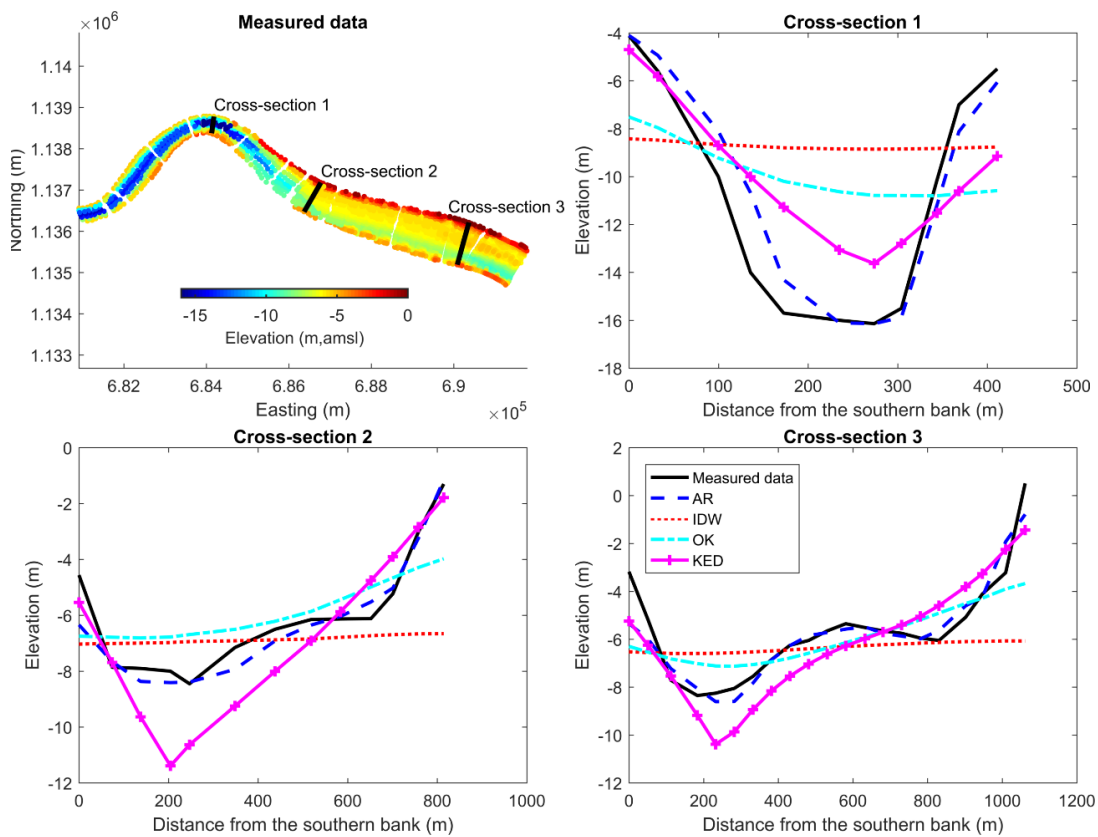 ×10⁶
Measured data
1.14
1.139
1.138
1.137
1.136
1.135
1.134
1.133
Northing (m)
Cross-section 1
Cross-section 2
Cross-section 3
-15
-10
-5
0
Elevation (m,amsl)
6.82
6.84
6.86
6.88
6.9
×10⁵
Easting (m)
Cross-section 1
-4
-6
-8
-10
-12
-14
-16
-18
Elevation (m)
0
100
200
300
400
500
Distance from the southern bank (m)
Cross-section 2
0
-2
-4
-6
-8
-10
-12
Elevation (m)
0
200
400
600
800
1000
Distance from the southern bank (m)
Cross-section 3
2
0
-2
-4
-6
-8
-10
-12
Elevation (m)
Measured data
AR
IDW
OK
KED
0
200
400
600
800
1000
1200
Distance from the southern bank (m)